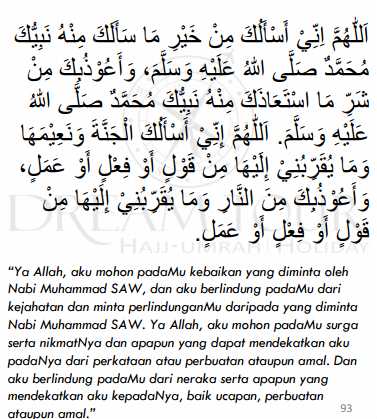 اَللّٰهُمَّ اِنِّيْ اَسْأَلُكَ مِنْ خَيْرِ مَا سَأَلَكَ مِنْهُ نَبِيُّكَ
مُحَمَّدٌ صَلَّى اللهُ عَلَيْهِ وَسَلَّمَ، وَأَعُوْذُبِكَ مِنْ
شَرِّ مَا اسْتَعَاذَكَ مِنْهُ نَبِيُّكَ مُحَمَّدٌ صَلَّى اللهُ
عَلَيْهِ وَسَلَّمَ. اَللّٰهُمَّ إِنِّيْ أَسْأَلُكَ الْجَنَّةَ وَنَعِيْمَهَا
وَمَا يُقَرِّبُنِيْ إِلَيْهَا مِنْ قَوْلٍ أَوْ فِعْلٍ أَوْ عَمَلٍ،
وَأَعُوْذُبِكَ مِنَ النَّارِ وَمَا يُقَرِّبُنِيْ إِلَيْهَا مِنْ
قَوْلٍ أَوْ فِعْلٍ أَوْ عَمَلٍ.
DREAMTOUR
HAJJ-UMRAH HOLIDAY
"Ya Allah, aku mohon padaMu kebaikan yang diminta oleh
Nabi Muhammad SAW, dan aku berlindung padaMu dari
kejahatan dan minta perlindunganMu daripada yang diminta
Nabi Muhammad SAW. Ya Allah, aku mohon padaMu surga
serta nikmatNya dan apapun yang dapat mendekatkan aku
padaNya dari perkataan atau perbuatan ataupun amal. Dan
aku berlindung padaMu dari neraka serta apapun yang
mendekatkan aku kepadaNya, baik ucapan, perbuatan
ataupun amal."
93